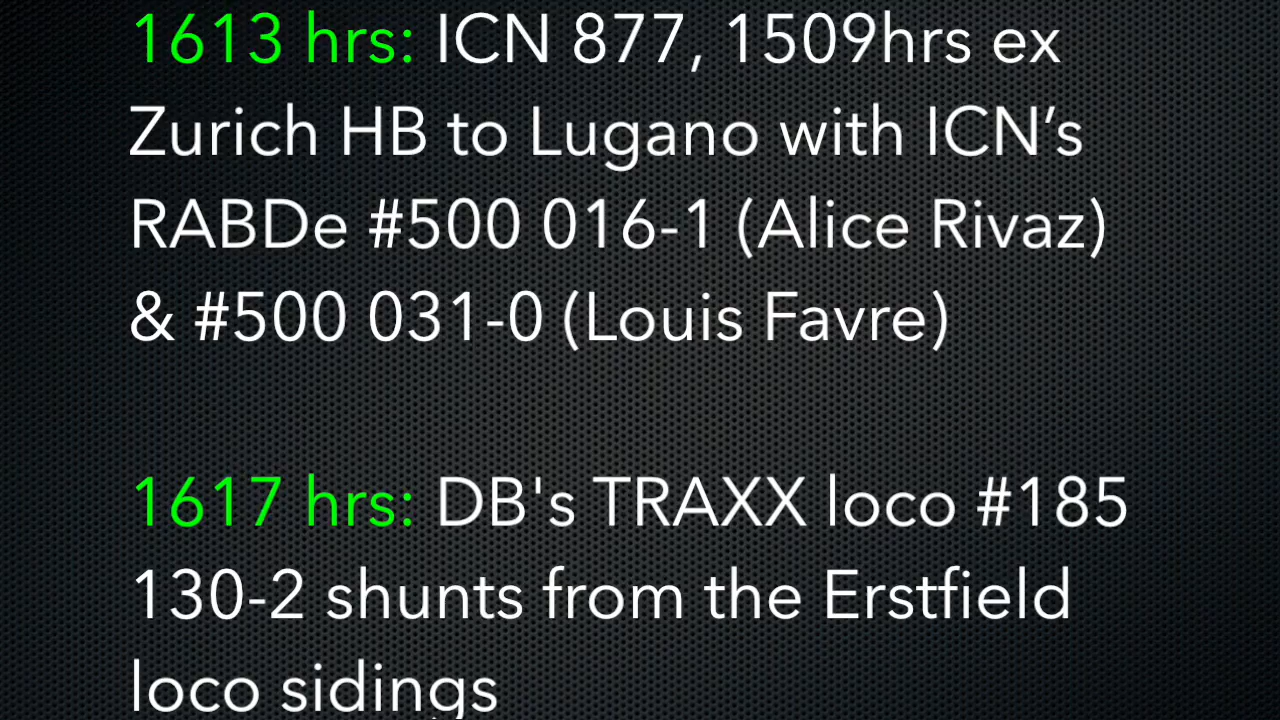 1613 hrs: ICN 877, 1509hrs ex
Zurich HB to Lugano with ICN’s
RABDe #500 016-1 (Alice Rivaz)
& #500 031-0 (Louis Favre)
1617 hrs: DB's TRAXX loco #185
130-2 shunts from the Erstfield
loco sidings